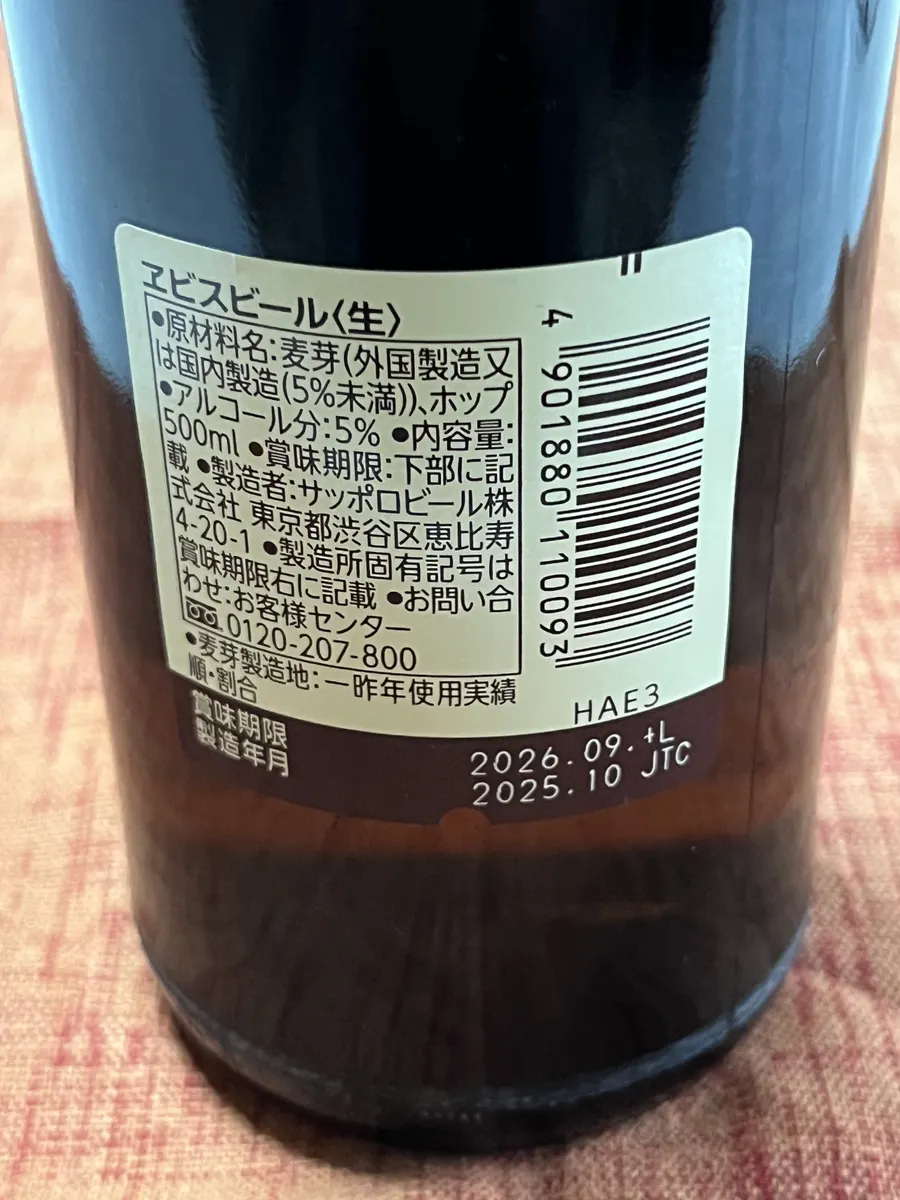 ヱビスビール〈生〉
●原材料名:麦芽(外国製造又
は国内製造(5%未満))、ホップ
●アルコール分:5% ●内容量:
500ml ●賞味期限:下部に記
載 ●製造者:サッポロビール株
式会社 東京都渋谷区恵比寿
4-20-1 ●製造所固有記号は
賞味期限右に記載 ●お問い合
わせ:お客様センター
0120-207-800
●麦芽製造地:一昨年使用実績
順・割合
4 901880 110093
HAE3
賞味期限
製造年月
2026.09.+L
2025.10 JTC